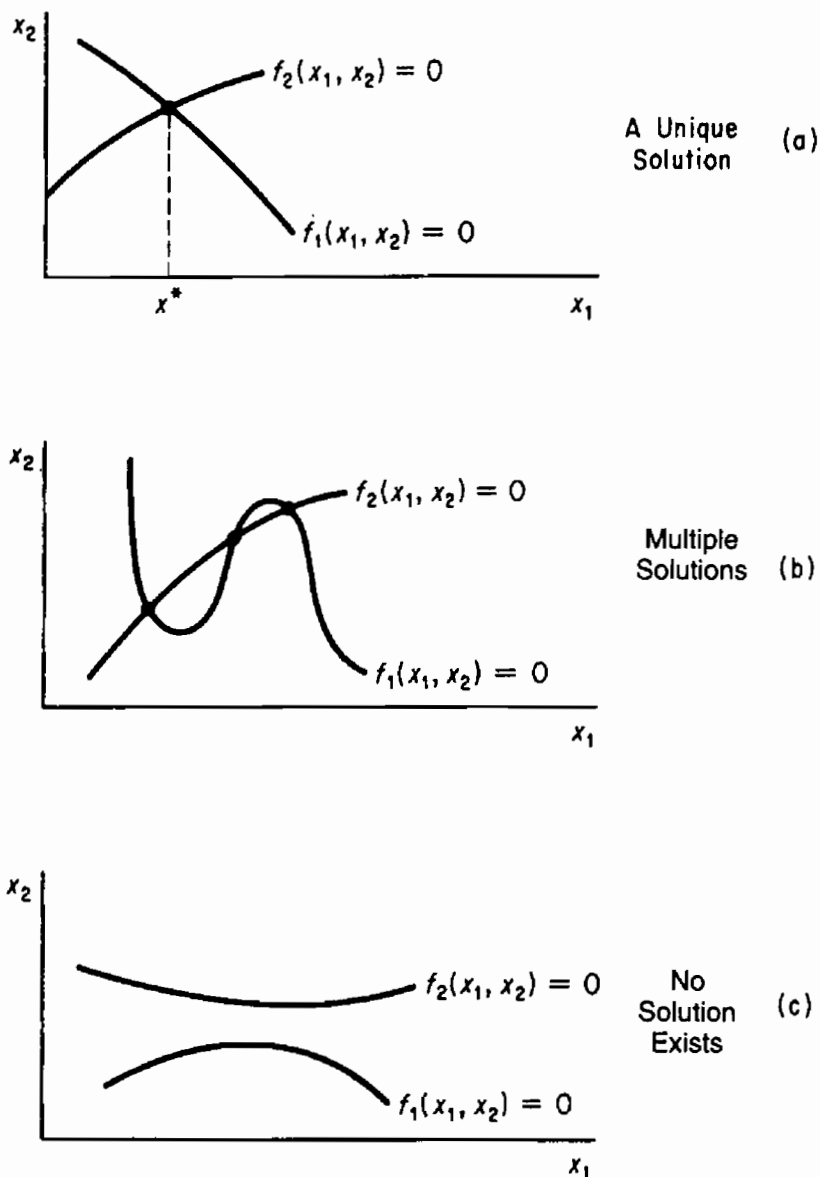 x₂
f₂(x₁, x₂) = 0
A Unique
Solution
(a)
f₁(x₁, x₂) = 0
x*
x₁
x₂
f₂(x₁, x₂) = 0
Multiple
Solutions
(b)
f₁(x₁, x₂) = 0
x₁
x₂
f₂(x₁, x₂) = 0
No
Solution
Exists
(c)
f₁(x₁, x₂) = 0
x₁